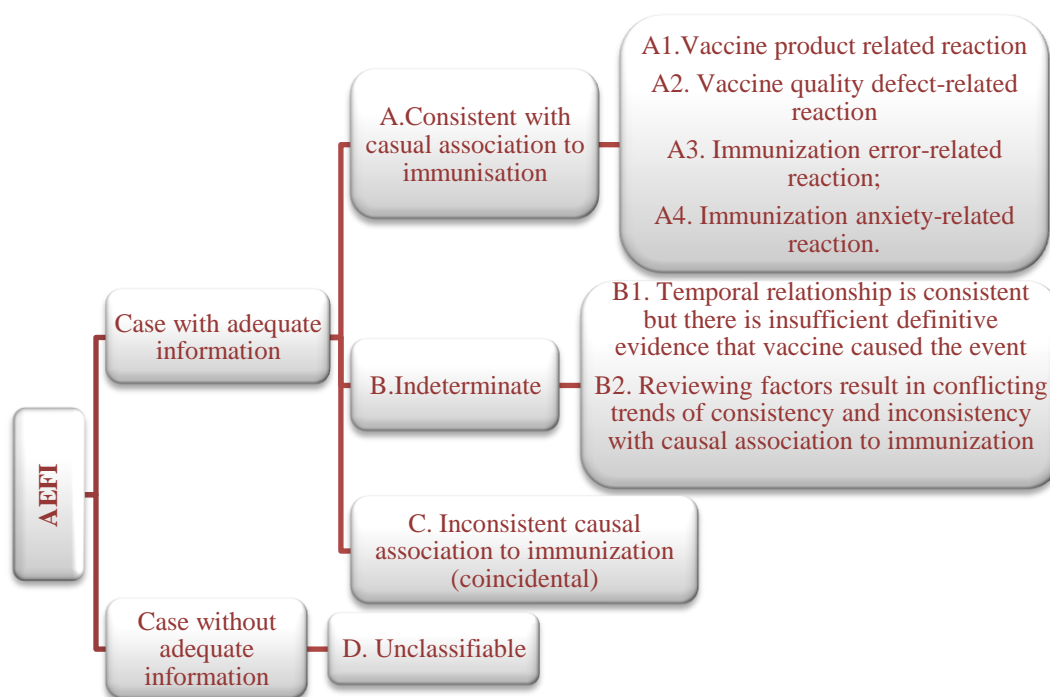 AEFI
Case with adequate
information
A.Consistent with
casual association to
immunisation
A1.Vaccine product related reaction
A2. Vaccine quality defect-related
reaction
A3. Immunization error-related
reaction;
A4. Immunization anxiety-related
reaction.
B.Indeterminate
B1. Temporal relationship is consistent
but there is insufficient definitive
evidence that vaccine caused the event
B2. Reviewing factors result in conflicting
trends of consistency and inconsistency
with causal association to immunization
C. Inconsistent causal
association to immunization
(coincidental)
Case without
adequate
information
D. Unclassifiable